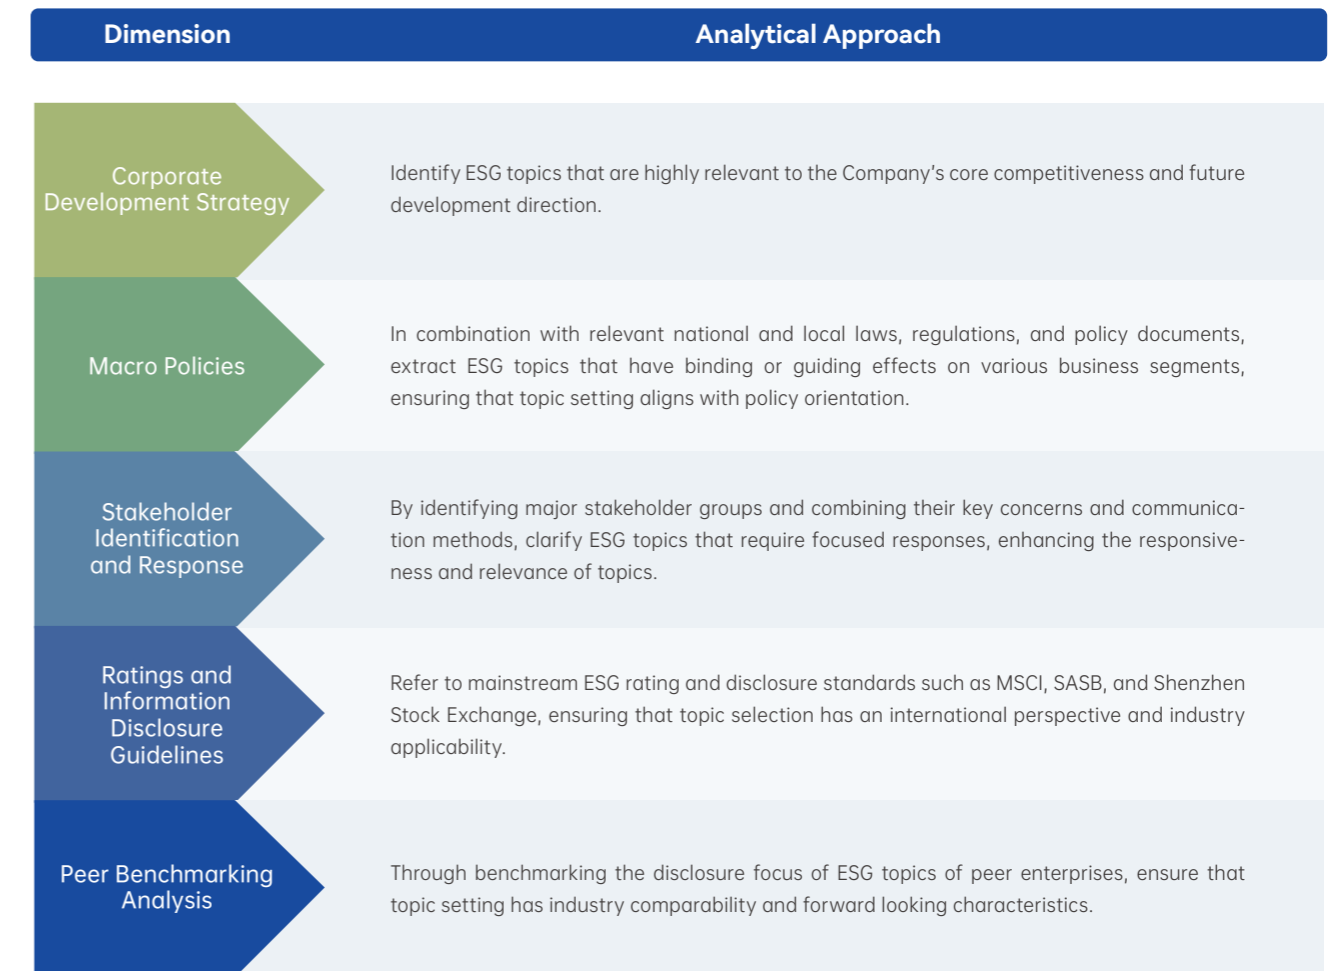 Dimension
Analytical Approach
Corporate
Development Strategy
Identify ESG topics that are highly relevant to the Company's core competitiveness and future
development direction.
Macro Policies
In combination with relevant national and local laws, regulations, and policy documents,
extract ESG topics that have binding or guiding effects on various business segments,
ensuring that topic setting aligns with policy orientation.
Stakeholder
Identification
and Response
By identifying major stakeholder groups and combining their key concerns and communica-
tion methods, clarify ESG topics that require focused responses, enhancing the responsive-
ness and relevance of topics.
Ratings and
Information
Disclosure
Guidelines
Refer to mainstream ESG rating and disclosure standards such as MSCI, SASB, and Shenzhen
Stock Exchange, ensuring that topic selection has an international perspective and industry
applicability.
Peer Benchmarking
Analysis
Through benchmarking the disclosure focus of ESG topics of peer enterprises, ensure that
topic setting has industry comparability and forward looking characteristics.